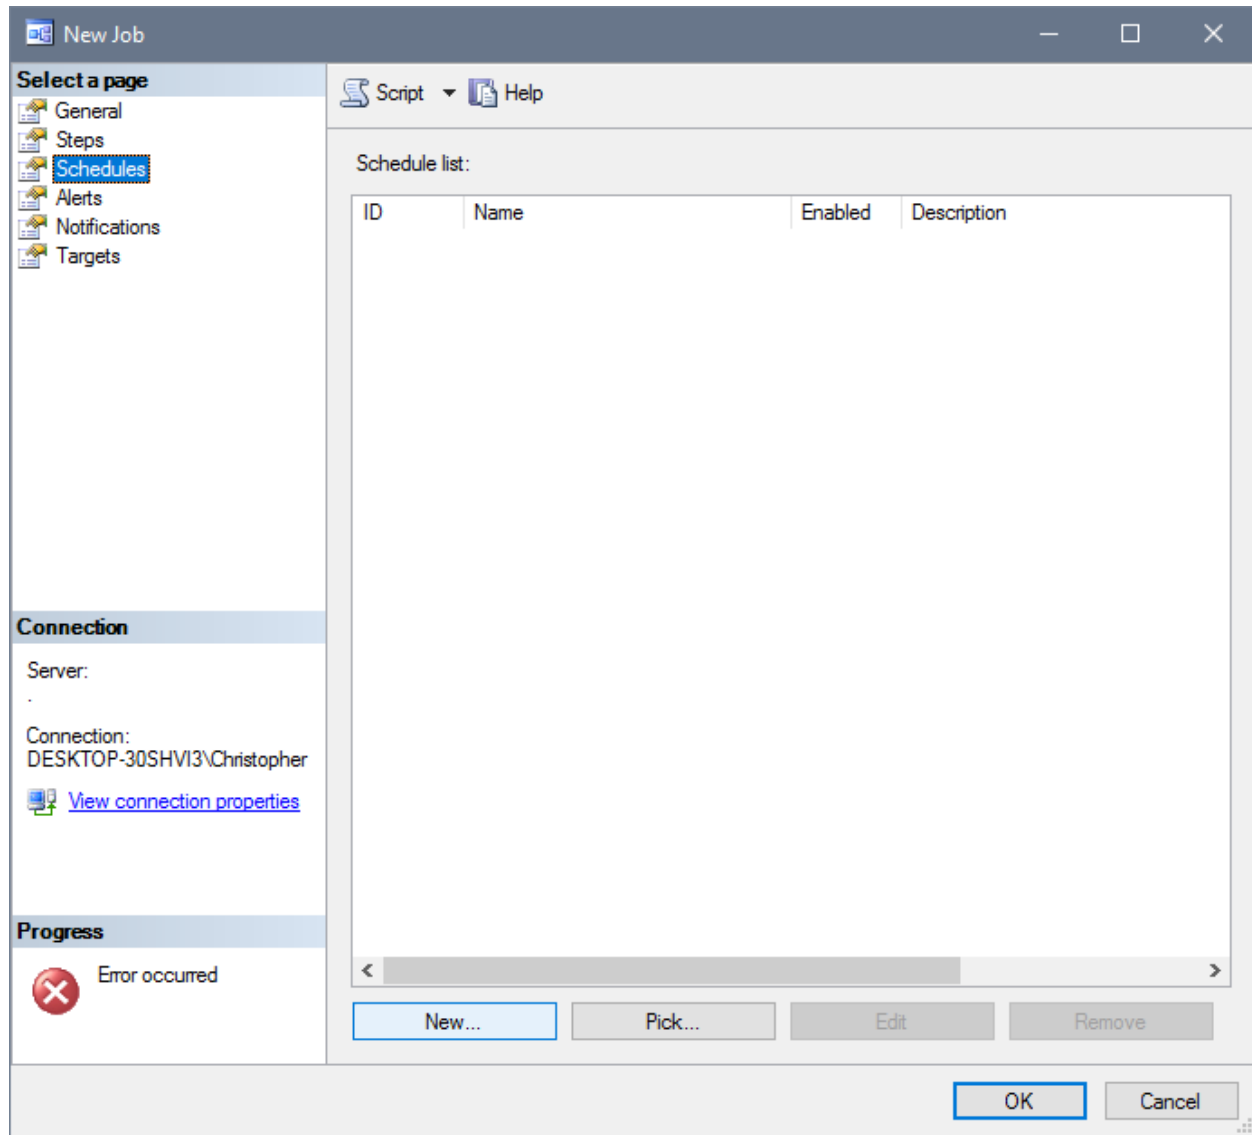 New Job
Select a page
General
Steps
Schedules
Alerts
Notifications
Targets
Connection
Server:
.
Connection:
DESKTOP-30SHVI3\Christopher
View connection properties
Progress
Error occurred
Script Help
Schedule list:
ID Name Enabled Description
New... Pick... Edit Remove
OK Cancel